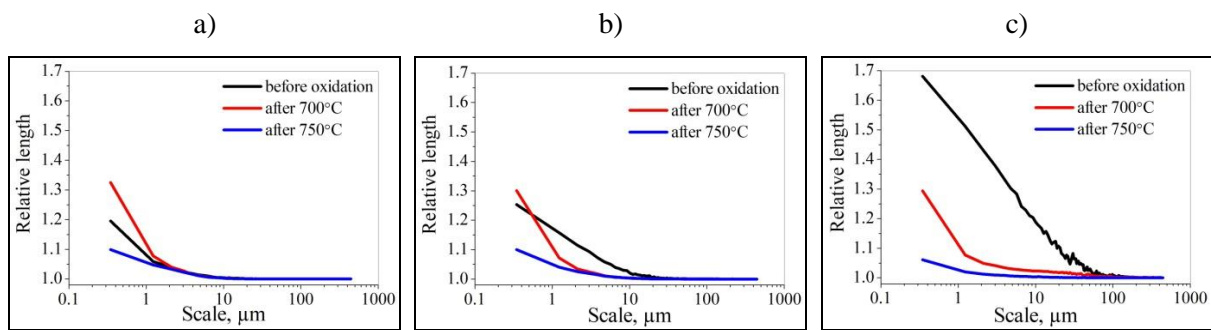 a) b) c)
1.7
1.6
1.5
1.4
1.3
1.2
1.1
1.0
Relative length
before oxidation
after 700°C
after 750°C
0.1 1 10 100 1000
Scale, µm
1.7
1.6
1.5
1.4
1.3
1.2
1.1
1.0
Relative length
before oxidation
after 700°C
after 750°C
0.1 1 10 100 1000
Scale, µm
1.7
1.6
1.5
1.4
1.3
1.2
1.1
1.0
Relative length
before oxidation
after 700°C
after 750°C
0.1 1 10 100 1000
Scale, µm